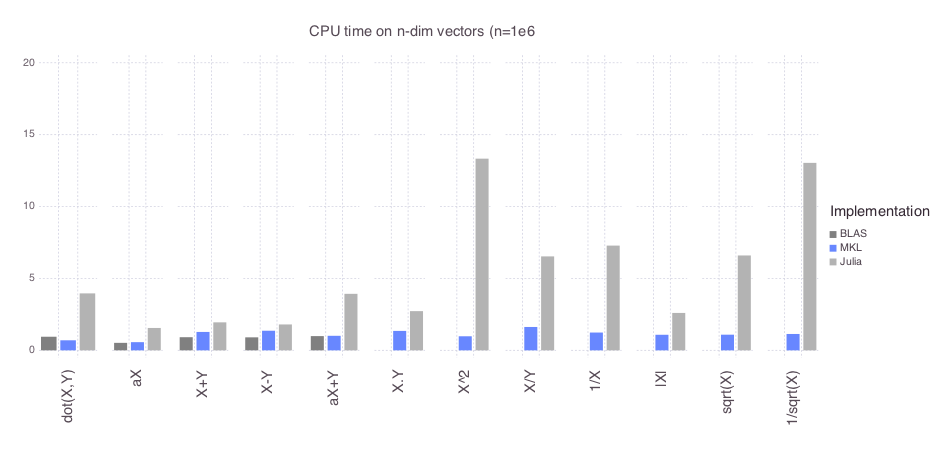 CPU time on n-dim vectors (n=1e6
20
15
10
5
0
dot(X,Y)
aX
X+Y
X-Y
aX+Y
X.Y
X^2
X/Y
1/X
|X|
sqrt(X)
1/sqrt(X)
Implementation
BLAS
MKL
Julia